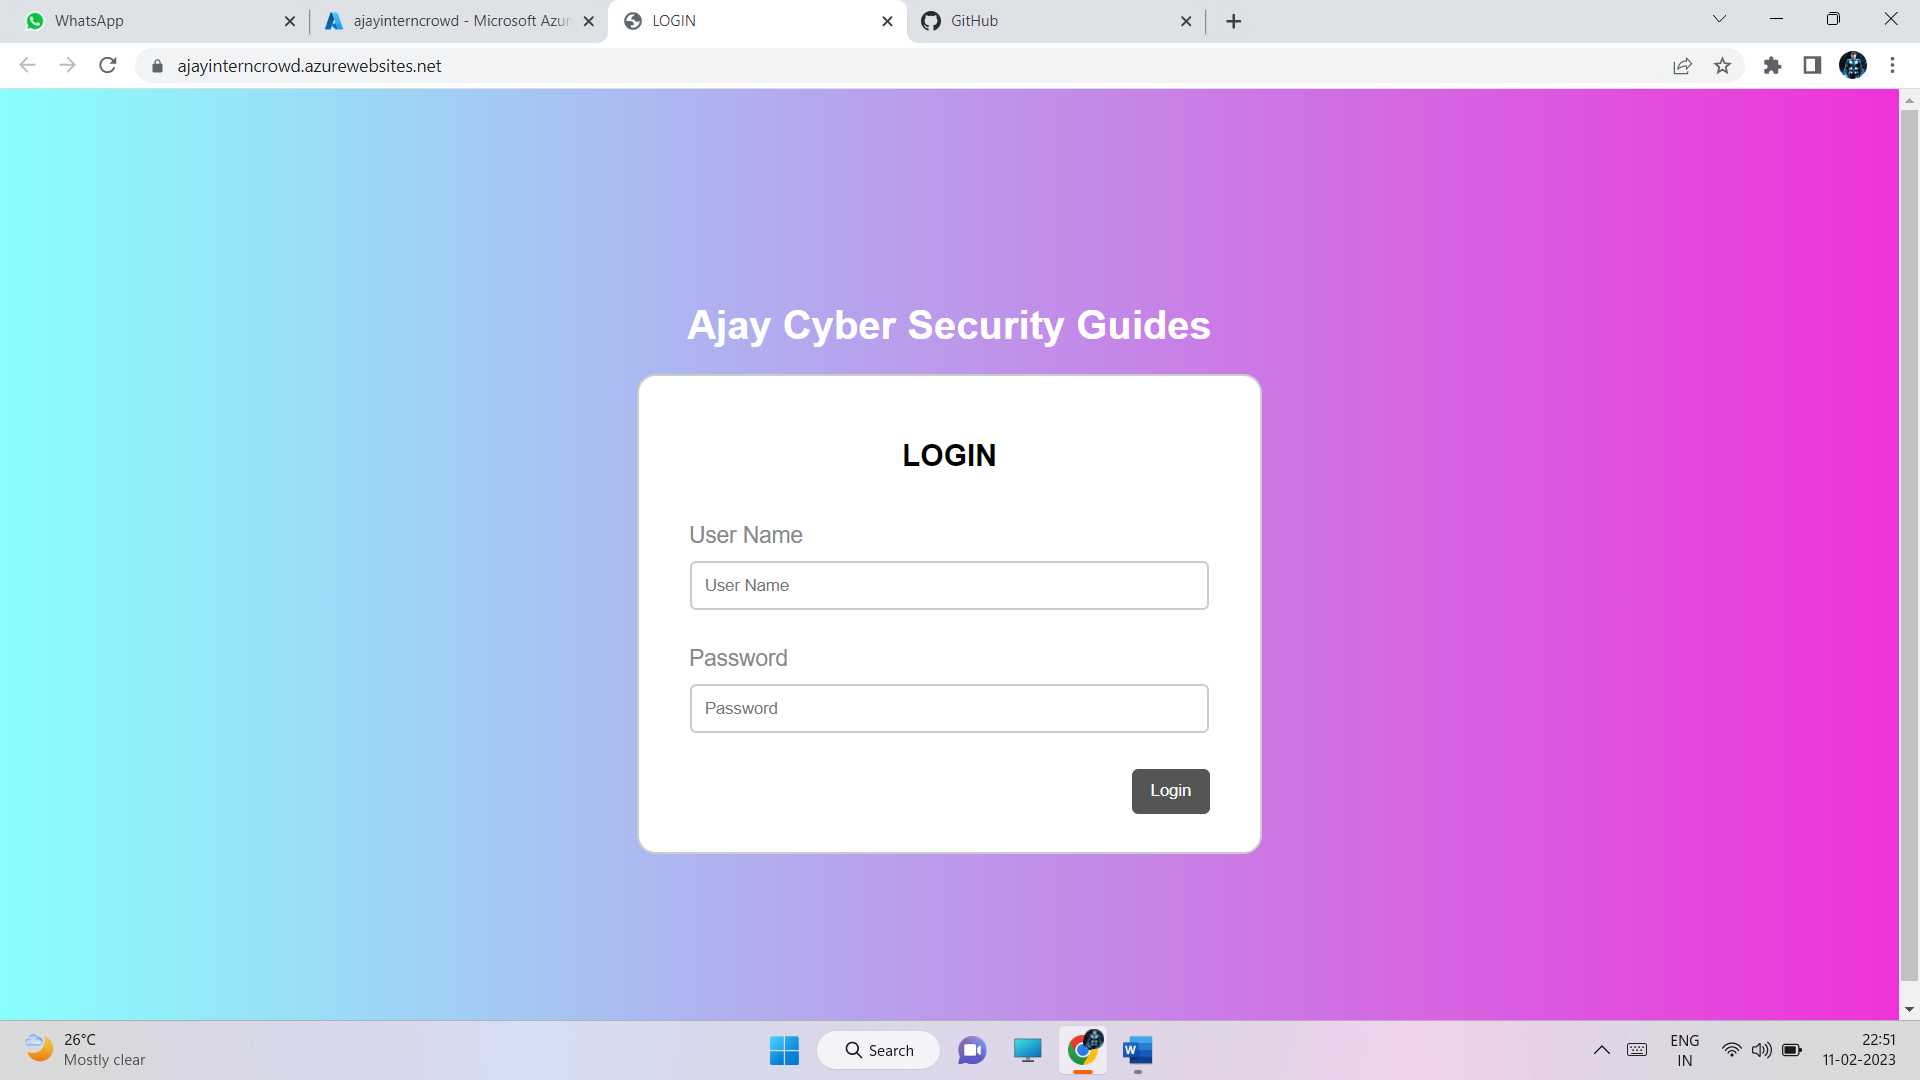 WhatsApp
ajayinterncrowd - Microsoft Azur
LOGIN
GitHub
ajayinterncrowd.azurewebsites.net
Ajay Cyber Security Guides
LOGIN
User Name
User Name
Password
Password
Login
26°C
Mostly clear
Search
ENG
IN
22:51
11-02-2023